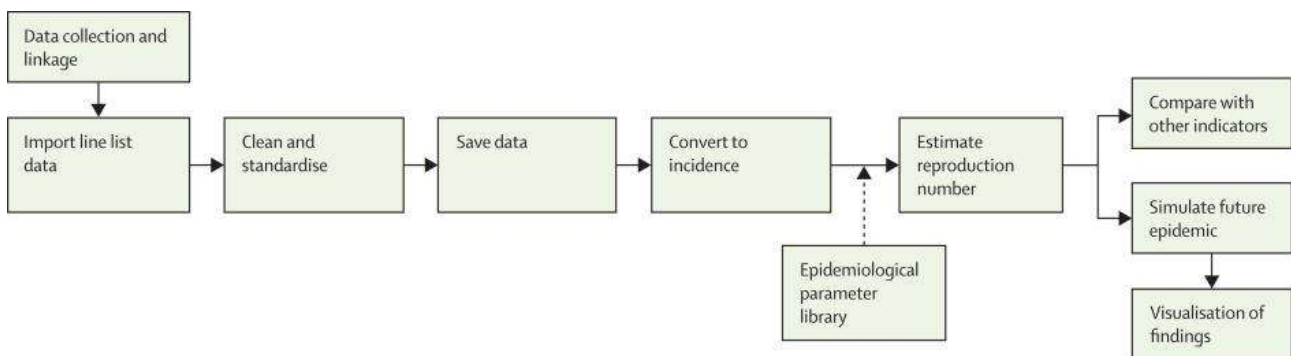 Data collection and
linkage
Import line list
data
Clean and
standardise
Save data
Convert to
incidence
Estimate
reproduction
number
Compare with
other indicators
Simulate future
epidemic
Epidemiological
parameter
library
Visualisation of
findings